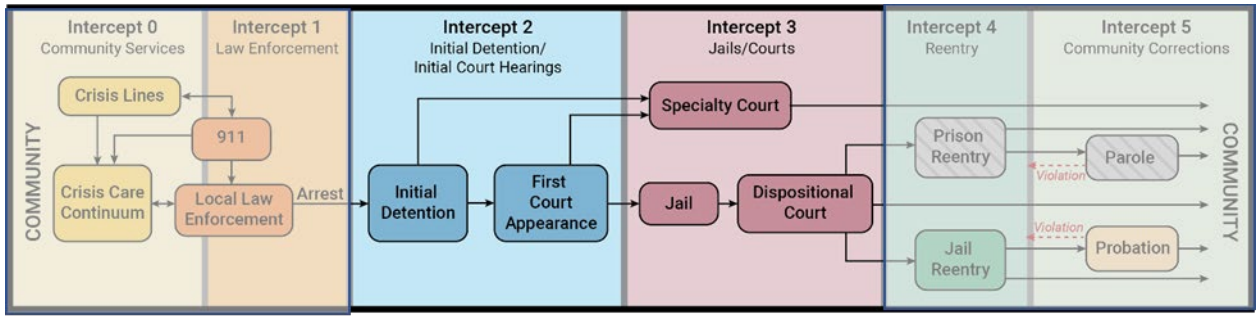 Intercept 0
Community Services
Intercept 1
Law Enforcement
Intercept 2
Initial Detention/
Initial Court Hearings
Intercept 3
Jails/Courts
Intercept 4
Reentry
Intercept 5
Community Corrections
COMMUNITY
Crisis Lines
911
Crisis Care
Continuum
Local Law
Enforcement
Arrest
Initial
Detention
First
Court
Appearance
Specialty Court
Jail
Dispositional
Court
Prison
Reentry
Parole
Violation
Violation
Jail
Reentry
Probation
COMMUNITY